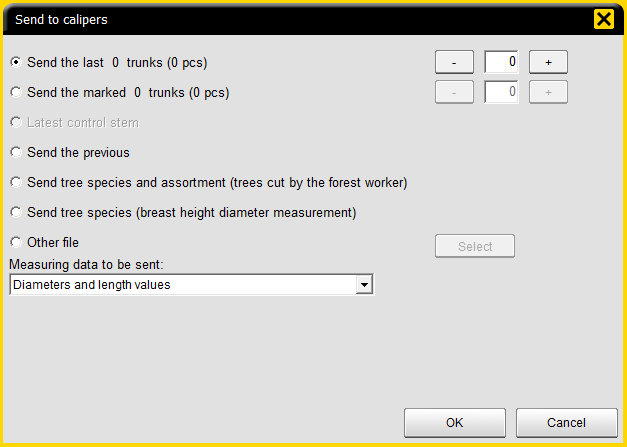 Send to calipers
Send the last 0 trunks (0 pcs) - 0 +
Send the marked 0 trunks (0 pcs) - 0 +
Latest control stem
Send the previous
Send tree species and assortment (trees cut by the forest worker)
Send tree species (breast height diameter measurement)
Other file Select
Measuring data to be sent:
Diameters and length values
OK Cancel